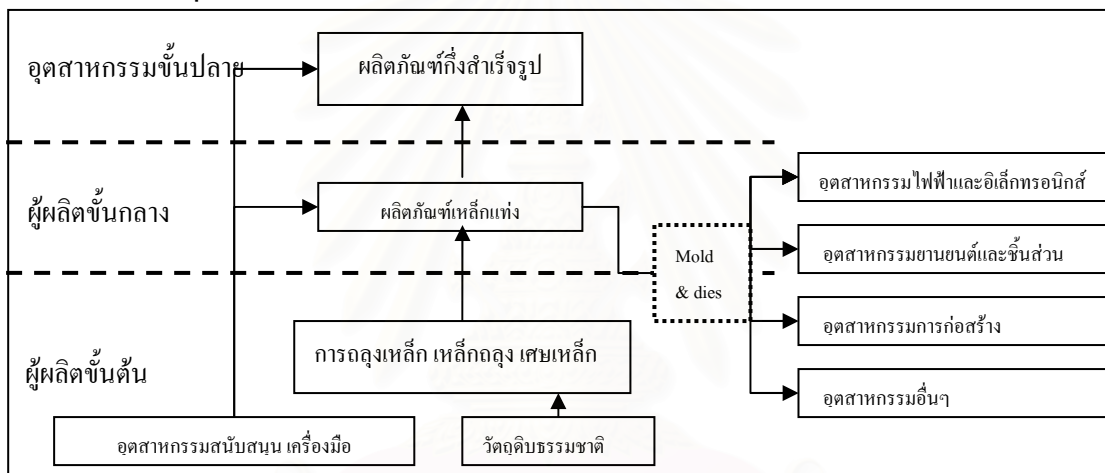 อุตสาหกรรมขั้นปลาย
ผลิตภัณฑ์กึ่งสำเร็จรูป
ผู้ผลิตขั้นกลาง
ผลิตภัณฑ์เหล็กแท่ง
Mold
& dies
อุตสาหกรรมไฟฟ้าและอิเล็กทรอนิกส์
อุตสาหกรรมยานยนต์และชิ้นส่วน
อุตสาหกรรมการก่อสร้าง
อุตสาหกรรมอื่นๆ
ผู้ผลิตขั้นต้น
การถลุงเหล็ก เหล็กถลุง เศษเหล็ก
อุตสาหกรรมสนับสนุน เครื่องมือ
วัตถุดิบธรรมชาติ